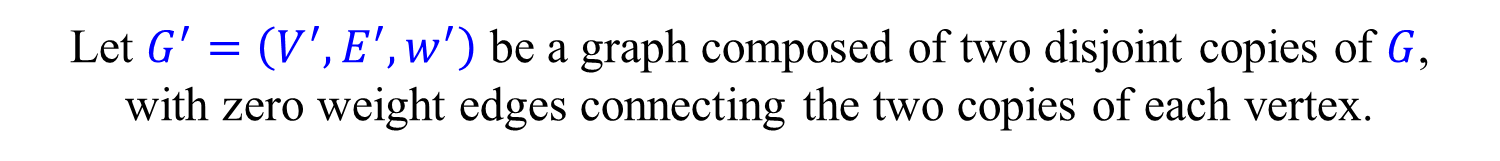 Let G′ = (V′, E′, w′) be a graph composed of two disjoint copies of G,
with zero weight edges connecting the two copies of each vertex.